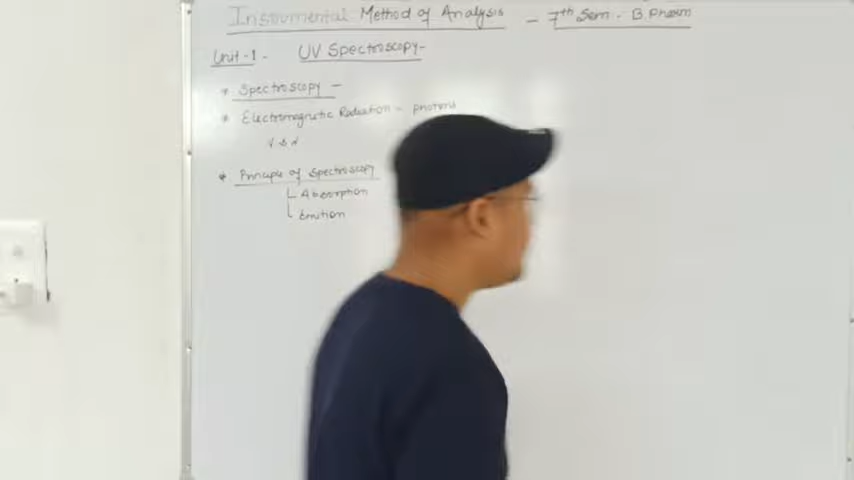 Instrumental Method of Analysis - 7th Sem - B.Pharm
Unit-1 - UV Spectroscopy-
* Spectroscopy -
* Electromagnetic Radiation - photons
* Principle of Spectroscopy
Absorption
Emition